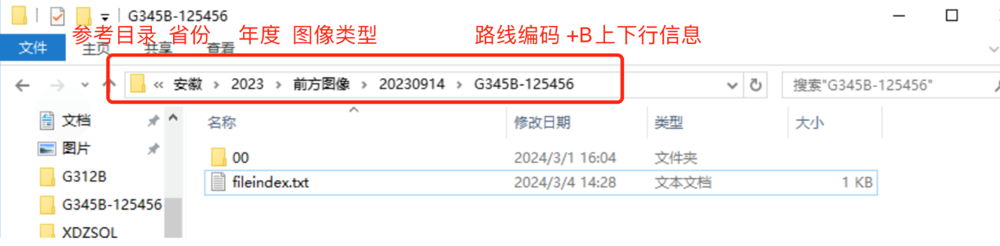 G345B-125456
参考目录 省份 年度 图像类型 路线编码 +B上下行信息
文件 主页 共享 查看
« 安徽 › 2023 › 前方图像 › 20230914 › G345B-125456 搜索"G345B-125456"
文档 名称 修改日期 类型 大小
图片 00 2024/3/1 16:04 文件夹
G312B fileindex.txt 2024/3/4 14:28 文本文档 1 KB
G345B-125456
XDZSQL